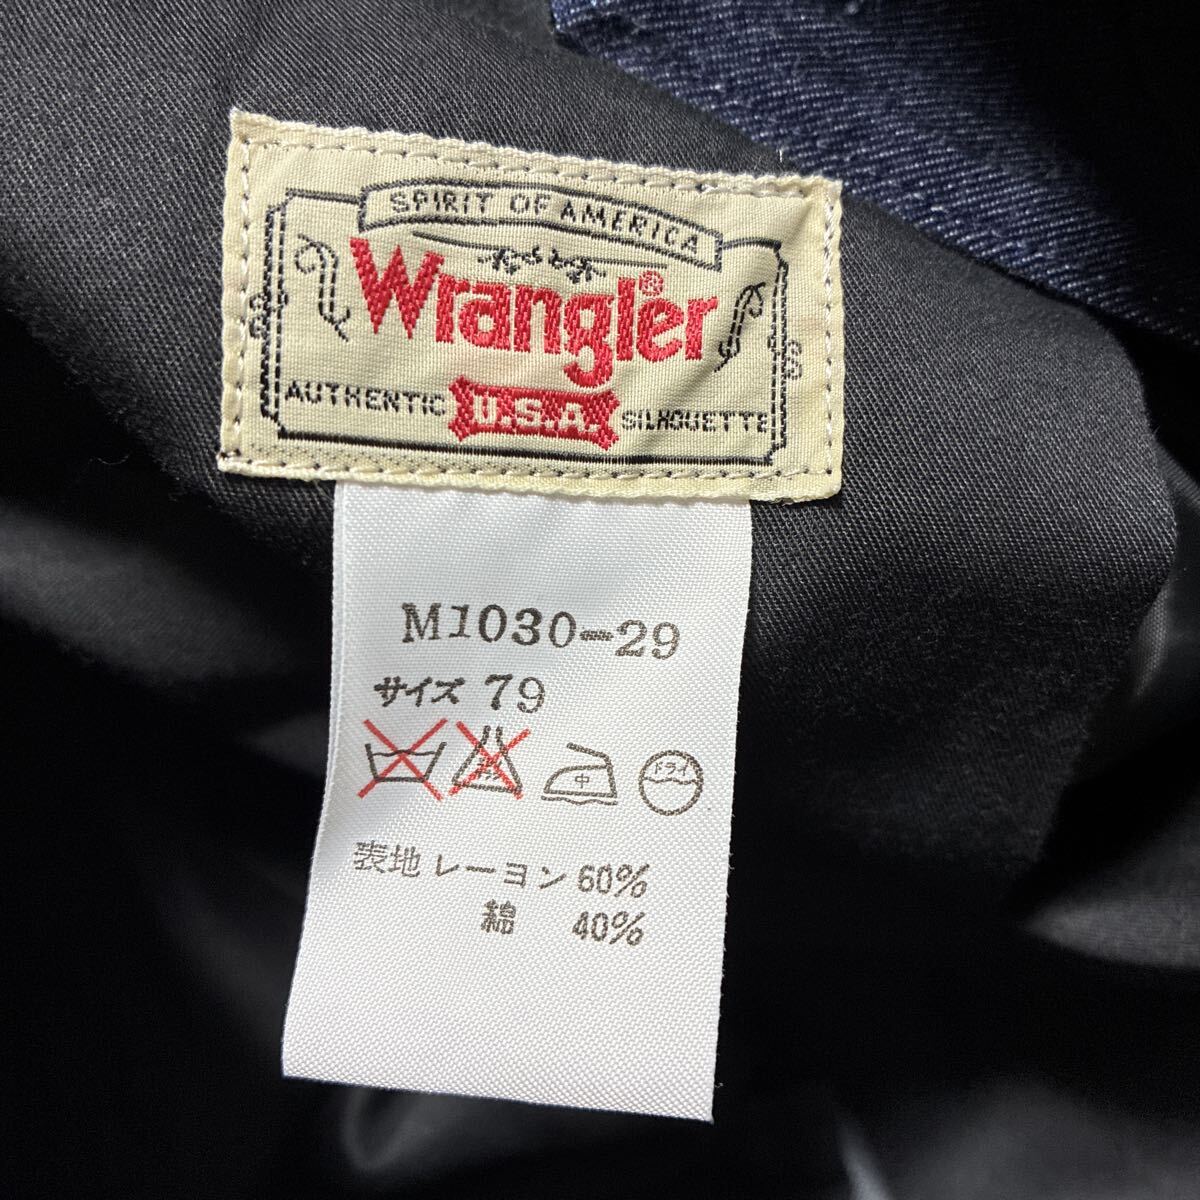 SPIRIT OF AMERICA
Wrangler®
AUTHENTIC U.S.A. SILHOUETTE
M1030-29
サイズ 79
中 ドライ
表地 レーヨン 60%
綿 40%